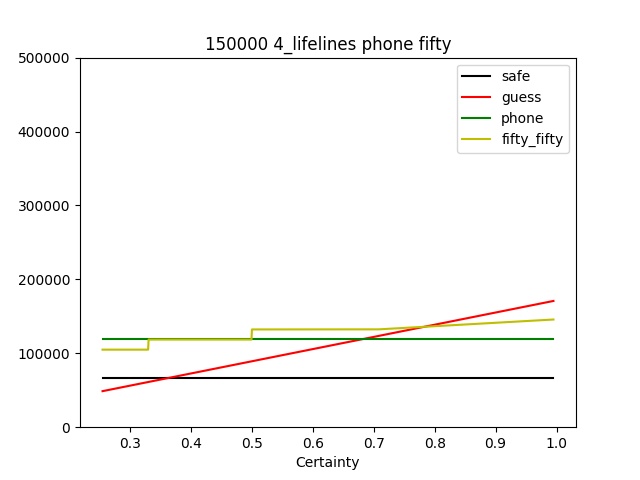 150000 4_lifelines phone fifty
500000
400000
300000
200000
100000
0
safe
guess
phone
fifty_fifty
0.3 0.4 0.5 0.6 0.7 0.8 0.9 1.0
Certainty